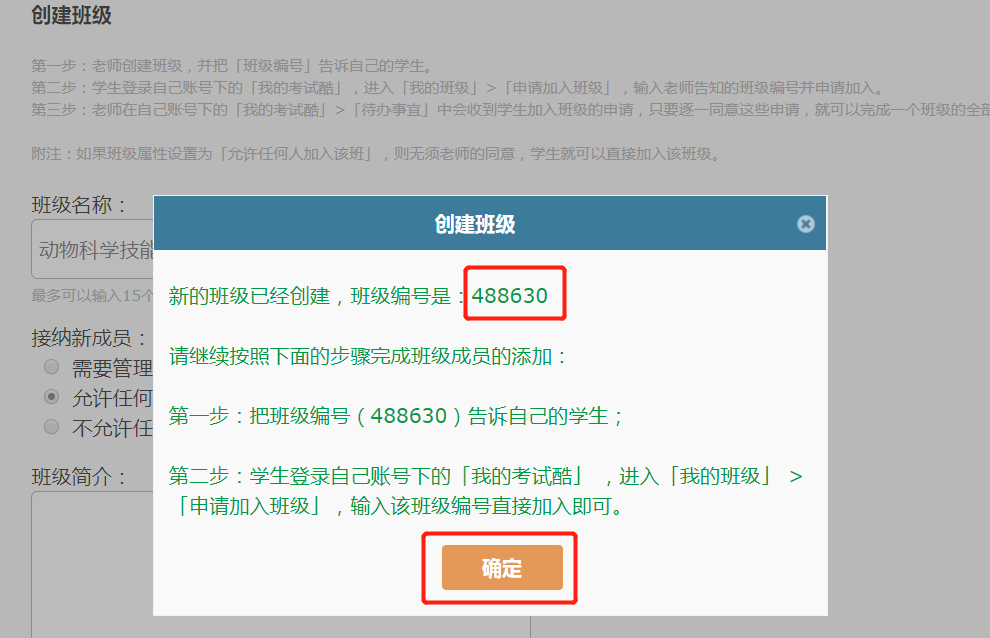 创建班级
第一步：老师创建班级，并把「班级编号」告诉自己的学生。
第二步：学生登录自己账号下的「我的考试酷」，进入「我的班级」>「申请加入班级」，输入老师告知的班级编号并申请加入。
第三步：老师在自己账号下的「我的考试酷」>「待办事宜」中会收到学生加入班级的申请，只要逐一同意这些申请，就可以完成一个班级的全部
附注：如果班级属性设置为「允许任何人加入该班」，则无须老师的同意，学生就可以直接加入该班级。
班级名称：
动物科学技能
最多可以输入15个
接纳新成员：
需要管理
允许任何
不允许任
班级简介：
创建班级
新的班级已经创建，班级编号是：488630
请继续按照下面的步骤完成班级成员的添加：
第一步：把班级编号（488630）告诉自己的学生；
第二步：学生登录自己账号下的「我的考试酷」，进入「我的班级」 >
「申请加入班级」，输入该班级编号直接加入即可。
确定